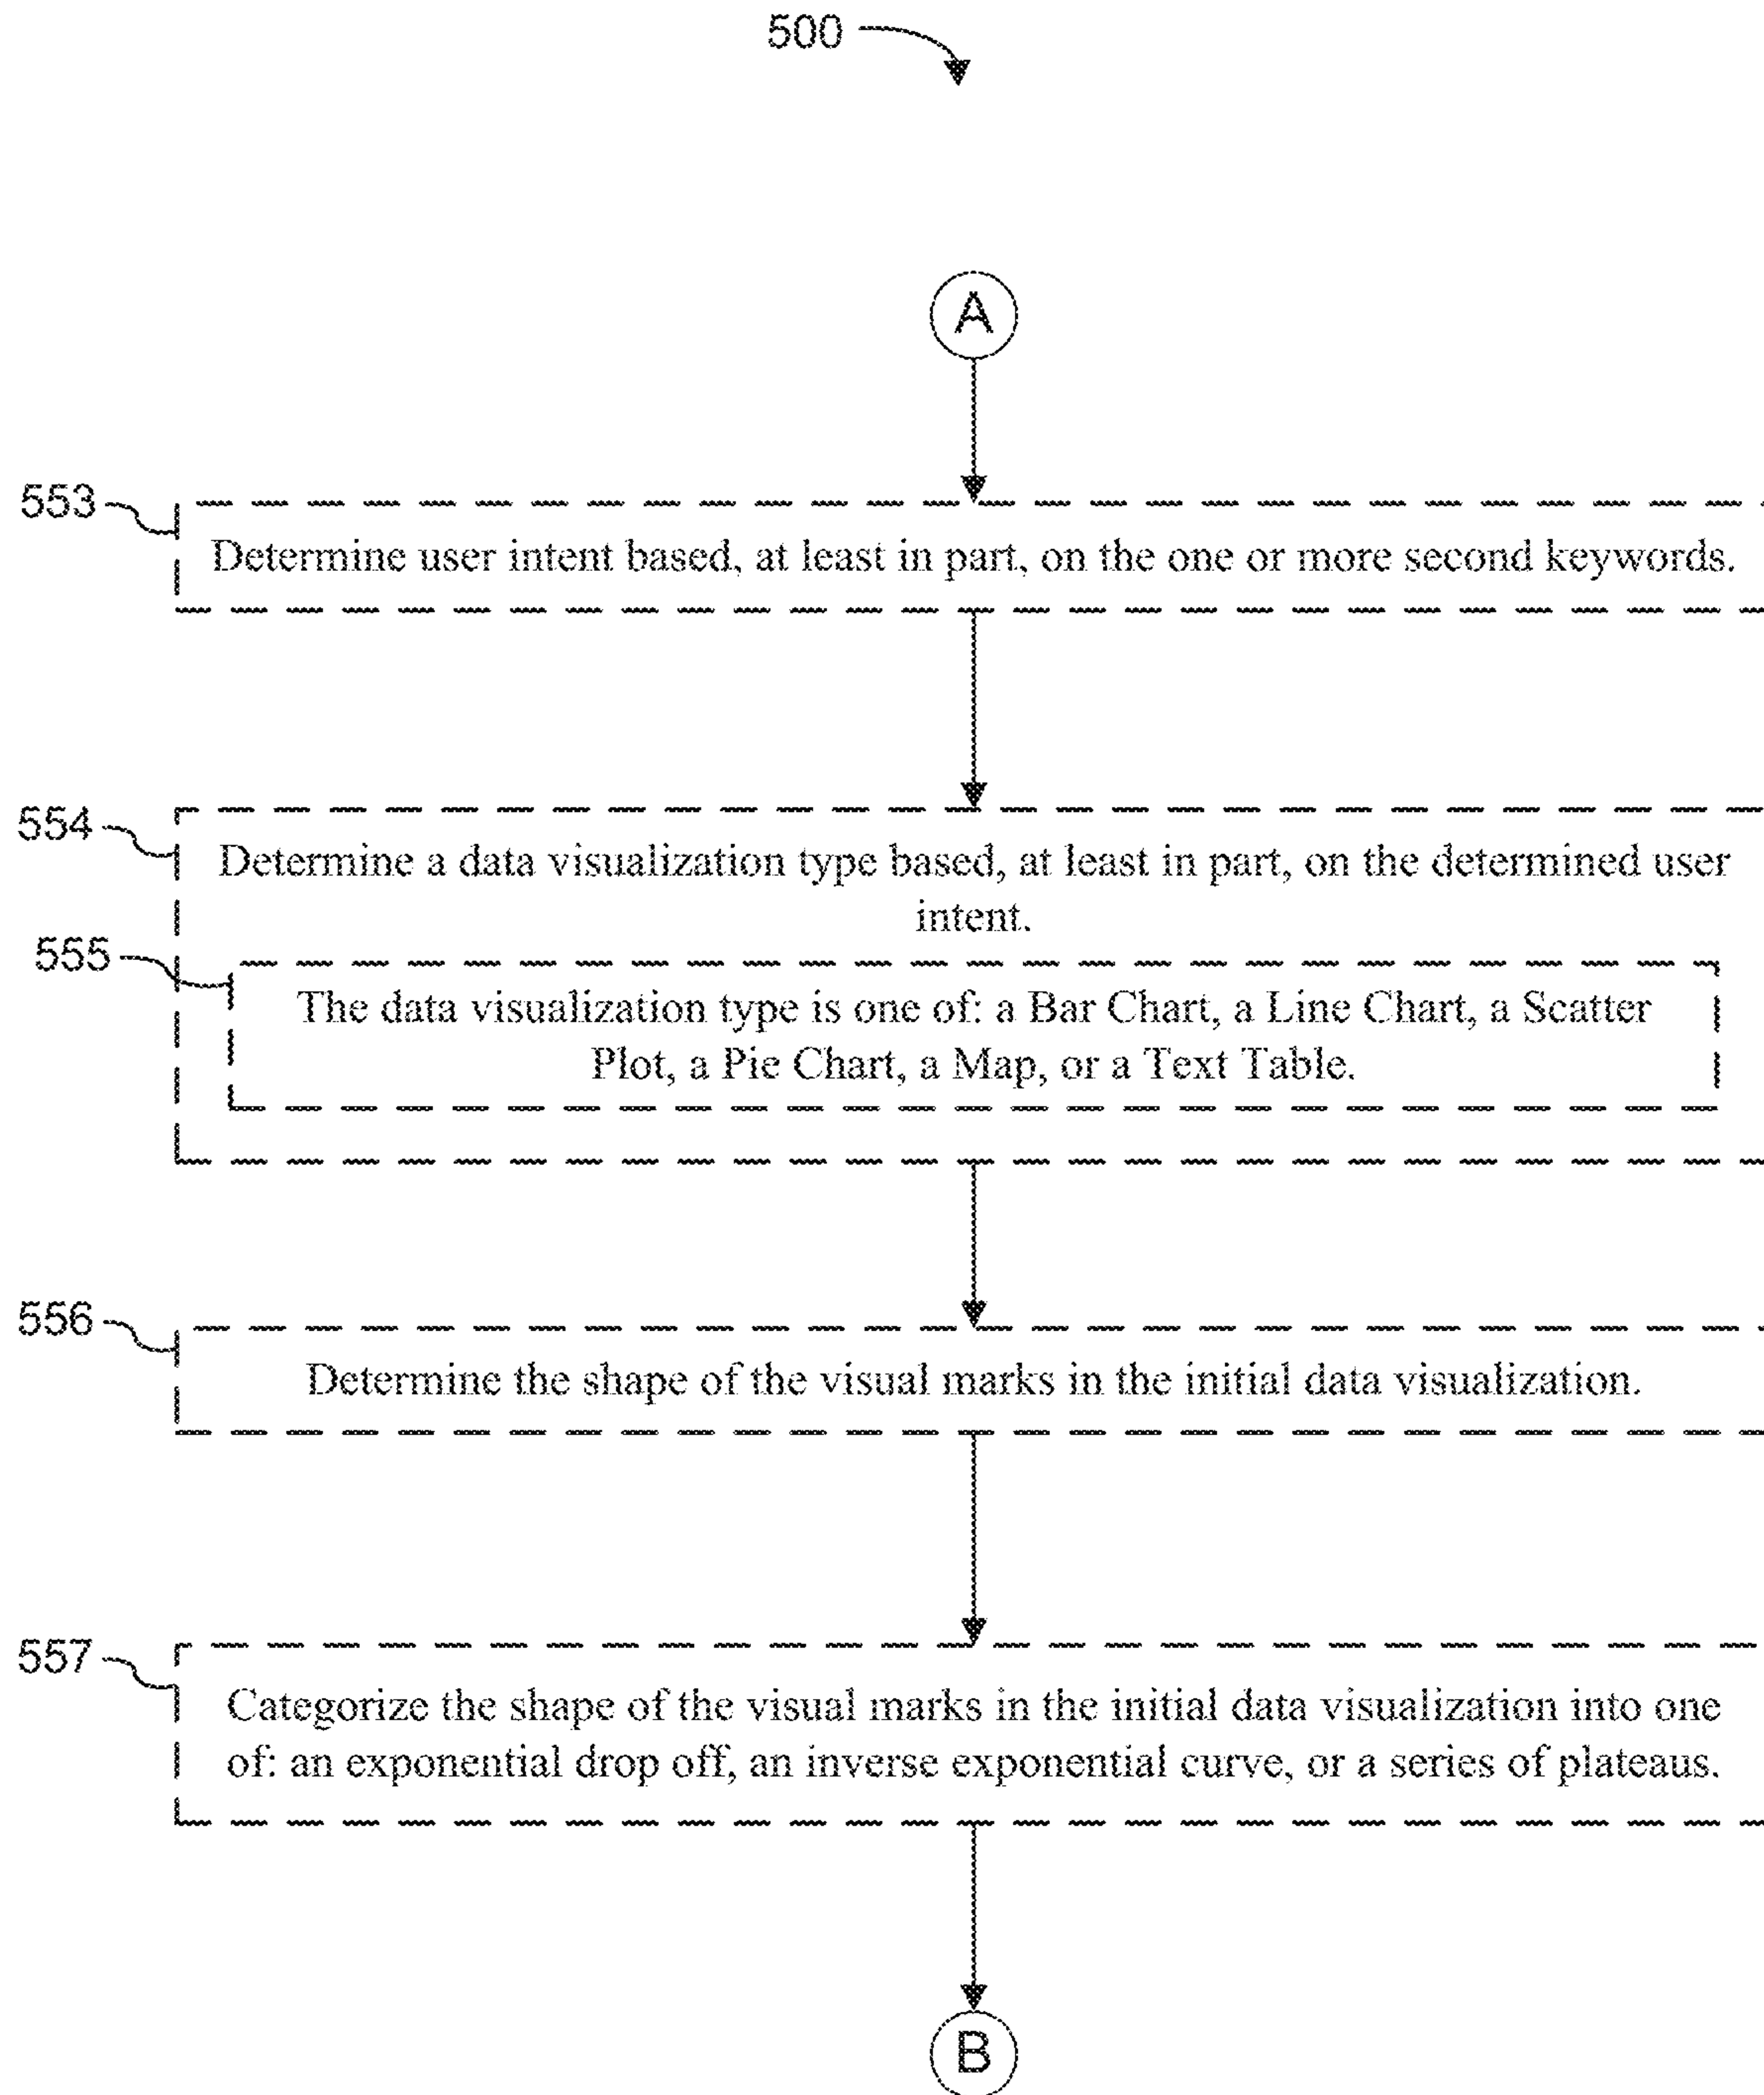 500
A
553
Determine user intent based, at least in part, on the one or more second keywords.
554
Determine a data visualization type based, at least in part, on the determined user
intent.
555
The data visualization type is one of: a Bar Chart, a Line Chart, a Scatter
Plot, a Pie Chart, a Map, or a Text Table.
556
Determine the shape of the visual marks in the initial data visualization.
557
Categorize the shape of the visual marks in the initial data visualization into one
of: an exponential drop off, an inverse exponential curve, or a series of plateaus.
B